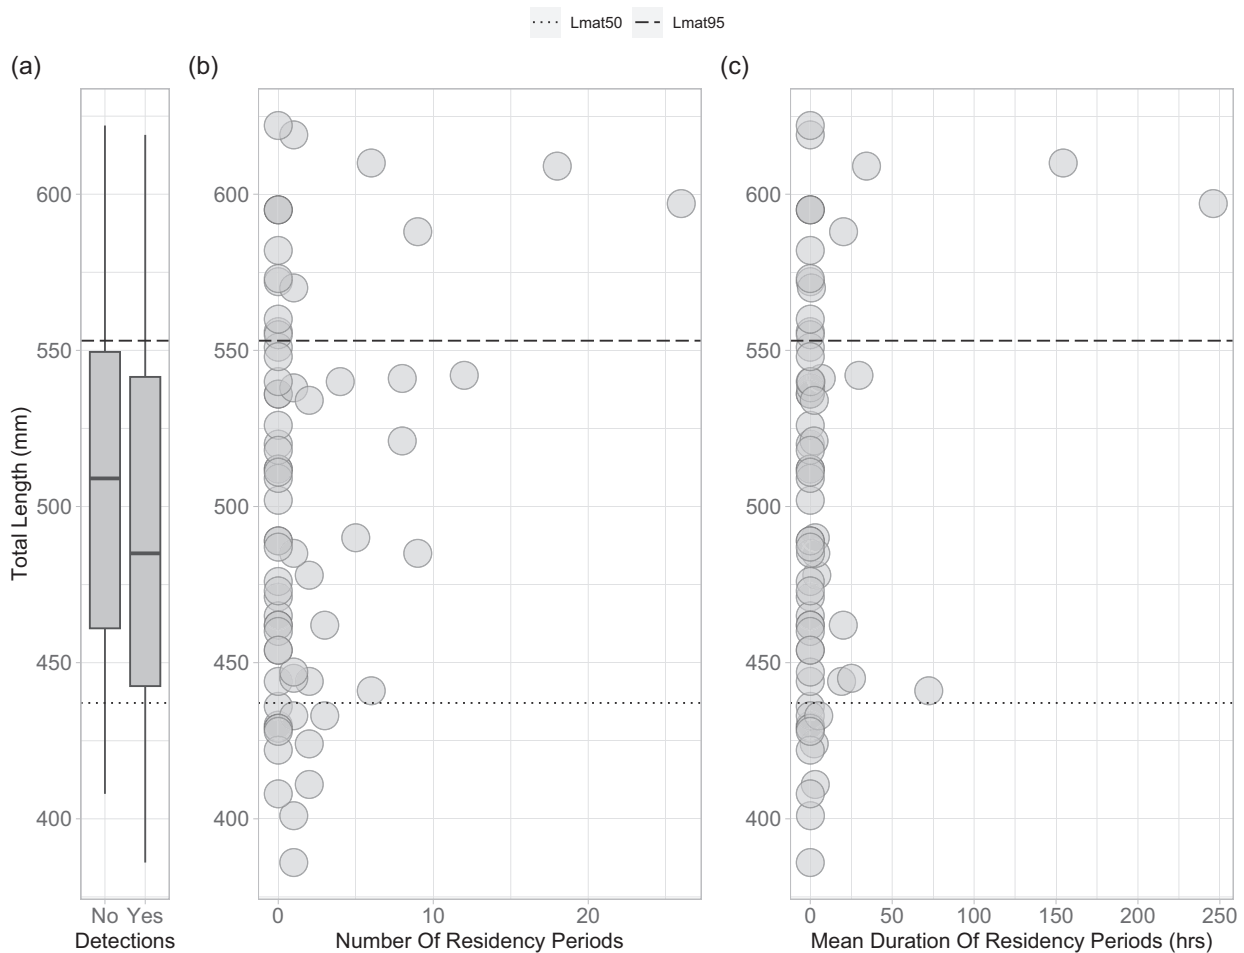 Lmat50 Lmat95
(a) (b) (c)
Total Length (mm)
600
550
500
450
400
No Yes
Detections
600
550
500
450
400
0 10 20
Number Of Residency Periods
600
550
500
450
400
0 25 50 75 100 150 200 250
Mean Duration Of Residency Periods (hrs)